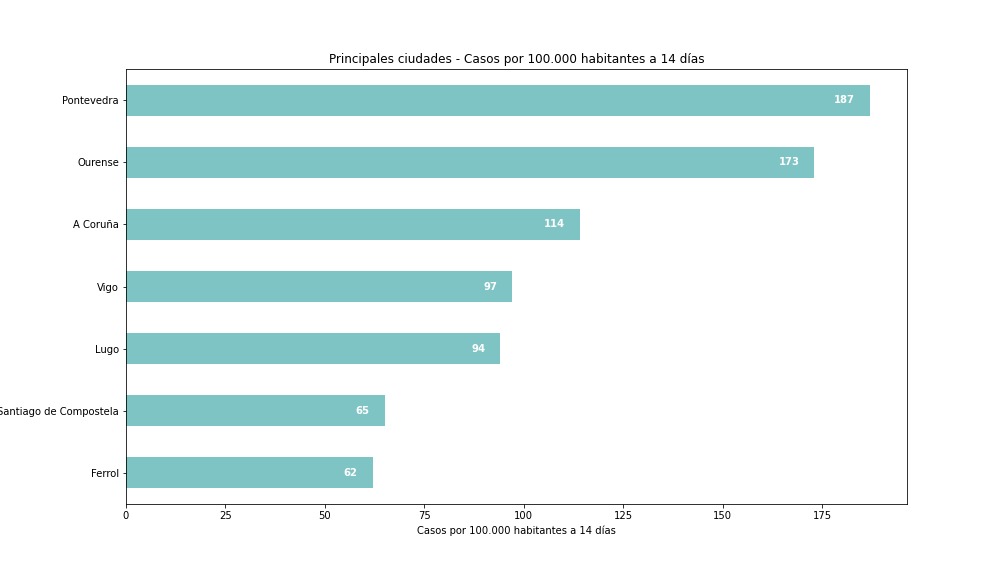 Principales ciudades - Casos por 100.000 habitantes a 14 días
Pontevedra 187
Ourense 173
A Coruña 114
Vigo 97
Lugo 94
Santiago de Compostela 65
Ferrol 62
0 25 50 75 100 125 150 175
Casos por 100.000 habitantes a 14 días